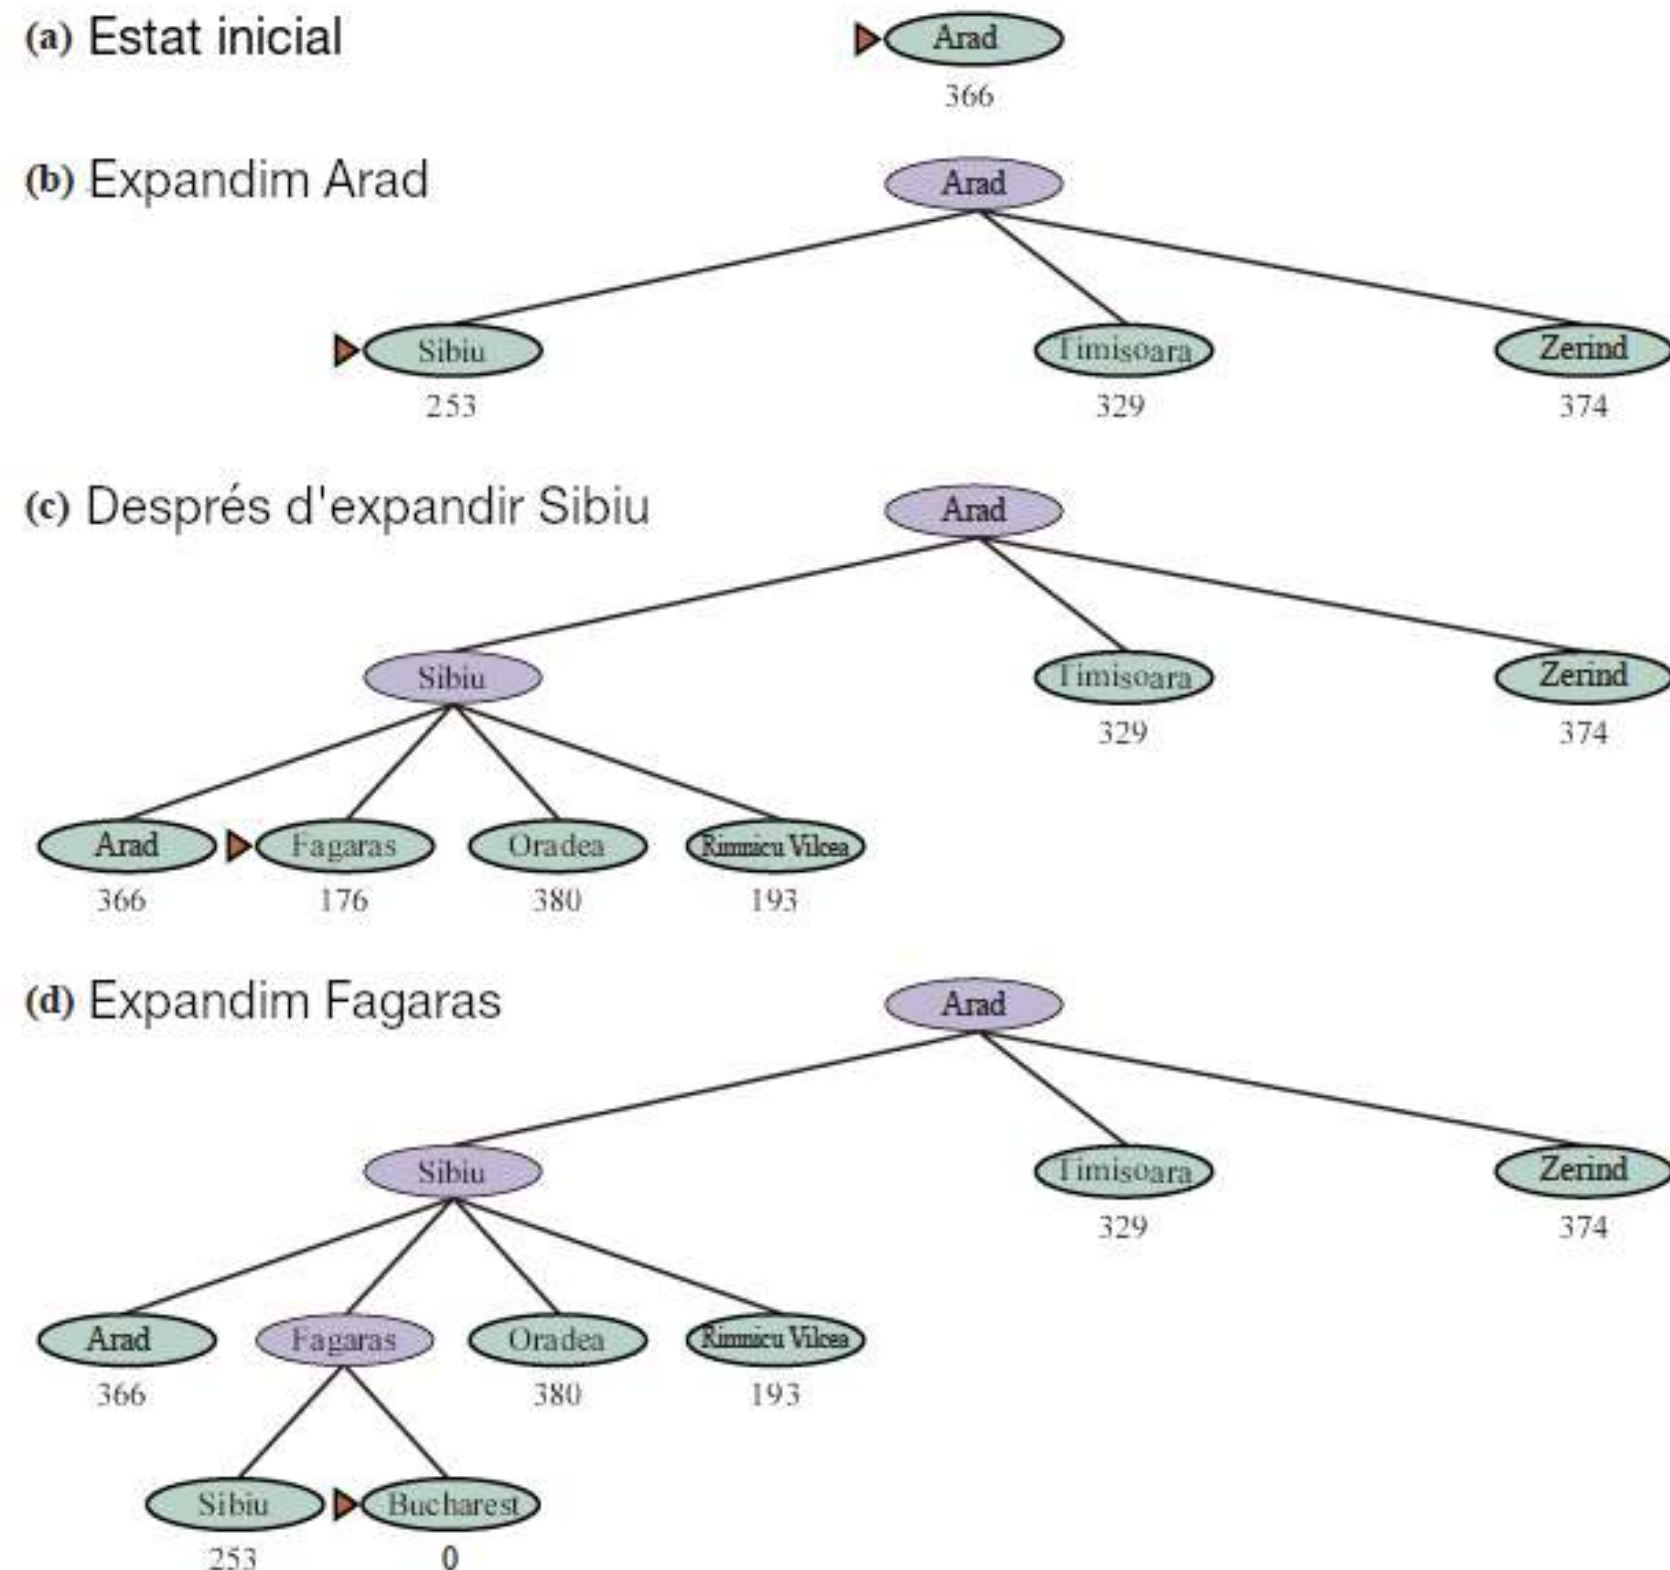 (a) Estat inicial
Arad
366
(b) Expandim Arad
Arad
Sibiu Timisoara Zerind
253 329 374
(c) Després d'expandir Sibiu
Arad
Sibiu Timisoara Zerind
329 374
Arad Fagaras Oradea Rimnicu Vilcea
366 176 380 193
(d) Expandim Fagaras
Arad
Sibiu Timisoara Zerind
329 374
Arad Fagaras Oradea Rimnicu Vilcea
366 380 193
Sibiu Bucharest
253 0